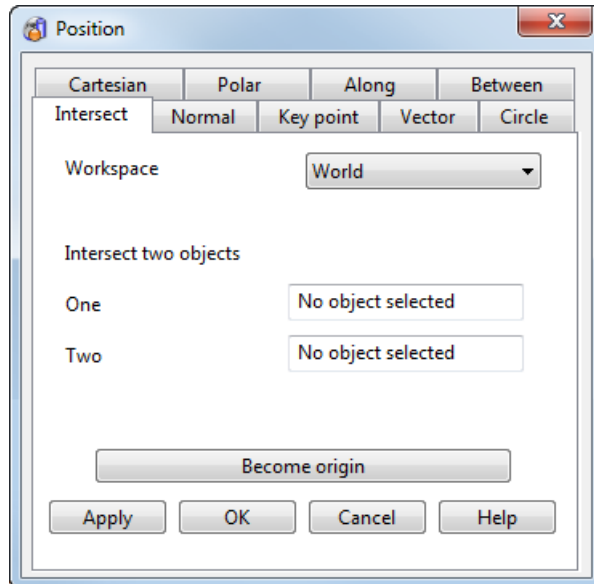 Position
Cartesian Polar Along Between
Intersect Normal Key point Vector Circle
Workspace World
Intersect two objects
One No object selected
Two No object selected
Become origin
Apply OK Cancel Help